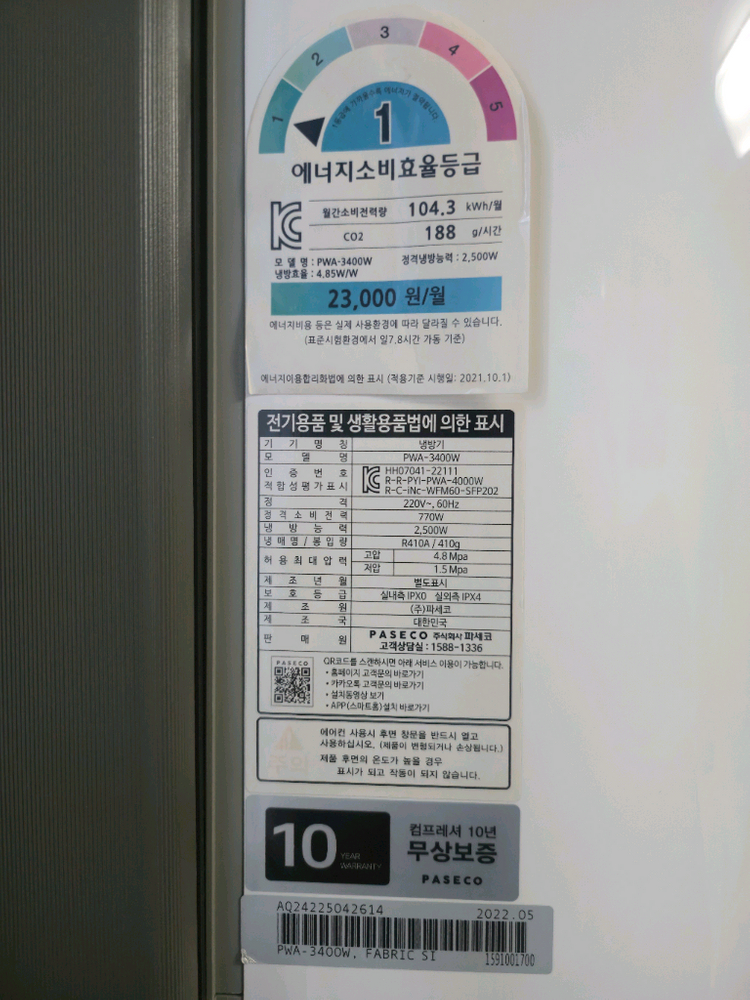 1 2 3 4 5
1등급에 가까울수록 에너지가 절약됩니다
1
에너지소비효율등급
월간소비전력량 104.3 kWh/월
CO2 188 g/시간
모 델 명 : PWA-3400W 정격냉방능력 : 2,500W
냉방효율 : 4.85W/W
23,000 원/월
에너지비용 등은 실제 사용환경에 따라 달라질 수 있습니다.
(표준시험환경에서 일7.8시간 가동 기준)
에너지이용합리화법에 의한 표시 (적용기준 시행일: 2021.10.1)
전기용품 및 생활용품법에 의한 표시
기 기 명 칭 냉방기
모 델 명 PWA-3400W
인 증 번 호 HH07041-22111
적합성평가표시 R-R-PYI-PWA-4000W
R-C-iNc-WFM60-SFP202
정 격 220V~, 60Hz
정격소비전력 770W
냉 방 능 력 2,500W
냉매명/봉입량 R410A / 410g
허용최대압력 고압 4.8 Mpa
저압 1.5 Mpa
제 조 년 월 별도표시
보 호 등 급 실내측 IPX0 실외측 IPX4
제 조 원 (주)파세코
제 조 국 대한민국
판 매 원 PASECO 주식회사 파세코
고객상담실 : 1588-1336
PASECO
QR코드를 스캔하시면 아래 서비스 이용이 가능합니다.
• 홈페이지 고객문의 바로가기
• 카카오톡 고객문의 바로가기
• 설치동영상 보기
• APP(스마트홈)설치 바로가기
주의
에어컨 사용시 후면 창문을 반드시 열고
사용하십시오. (제품이 변형되거나 손상됩니다.)
제품 후면의 온도가 높을 경우
표시가 되고 작동이 되지 않습니다.
10 YEAR
WARRANTY
컴프레셔 10년
무상보증
PASECO
AQ24225042614 2022.05
PWA-3400W, FABRIC SI 1591001700